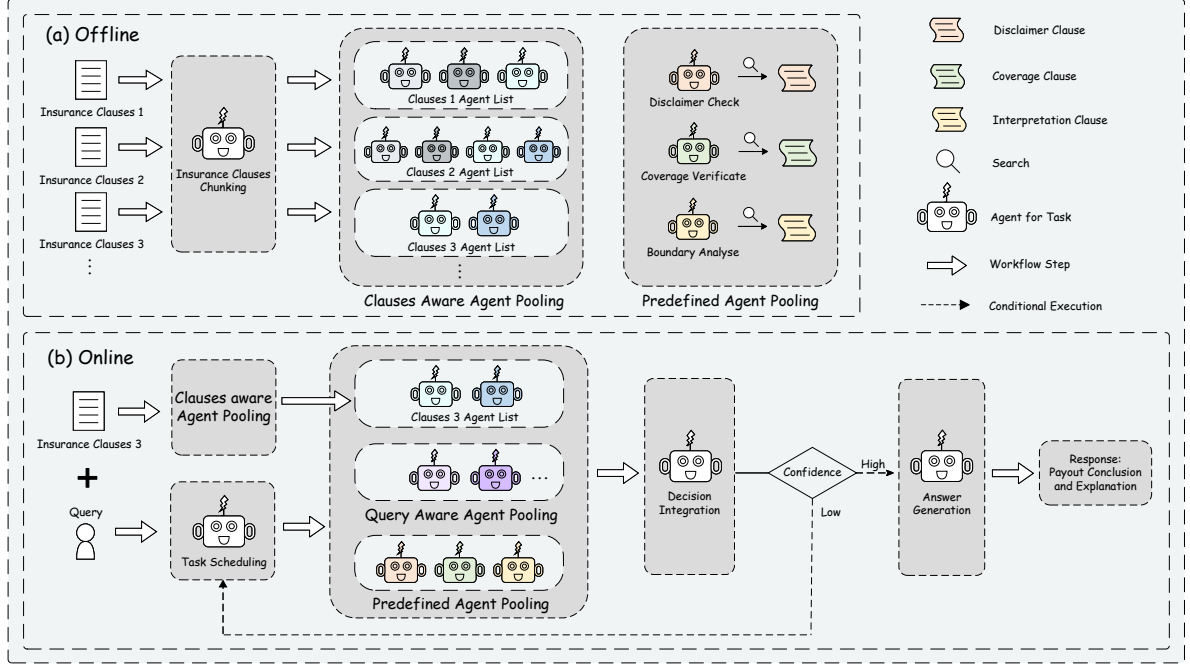 (a) Offline
Insurance Clauses 1
Insurance Clauses 2
Insurance Clauses 3
Insurance Clauses
Chunking
Clauses 1 Agent List
Clauses 2 Agent List
Clauses 3 Agent List
Clauses Aware Agent Pooling
Disclaimer Check
Coverage Verificate
Boundary Analyse
Predefined Agent Pooling
Disclaimer Clause
Coverage Clause
Interpretation Clause
Search
Agent for Task
Workflow Step
Conditional Execution
(b) Online
Insurance Clauses 3
+
Query
Clauses aware
Agent Pooling
Task Scheduling
Clauses 3 Agent List
Query Aware Agent Pooling
Predefined Agent Pooling
Decision
Integration
Confidence
High
Low
Answer
Generation
Response:
Payout Conclusion
and Explanation